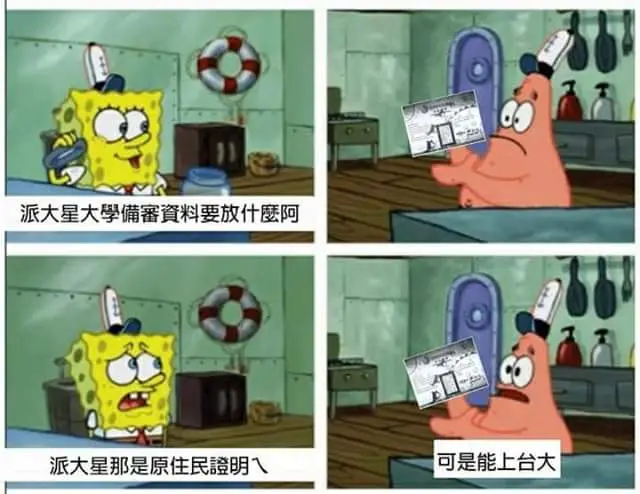 派大星大學備審資料要放什麼阿
派大星那是原住民證明ㄟ
可是能上台大